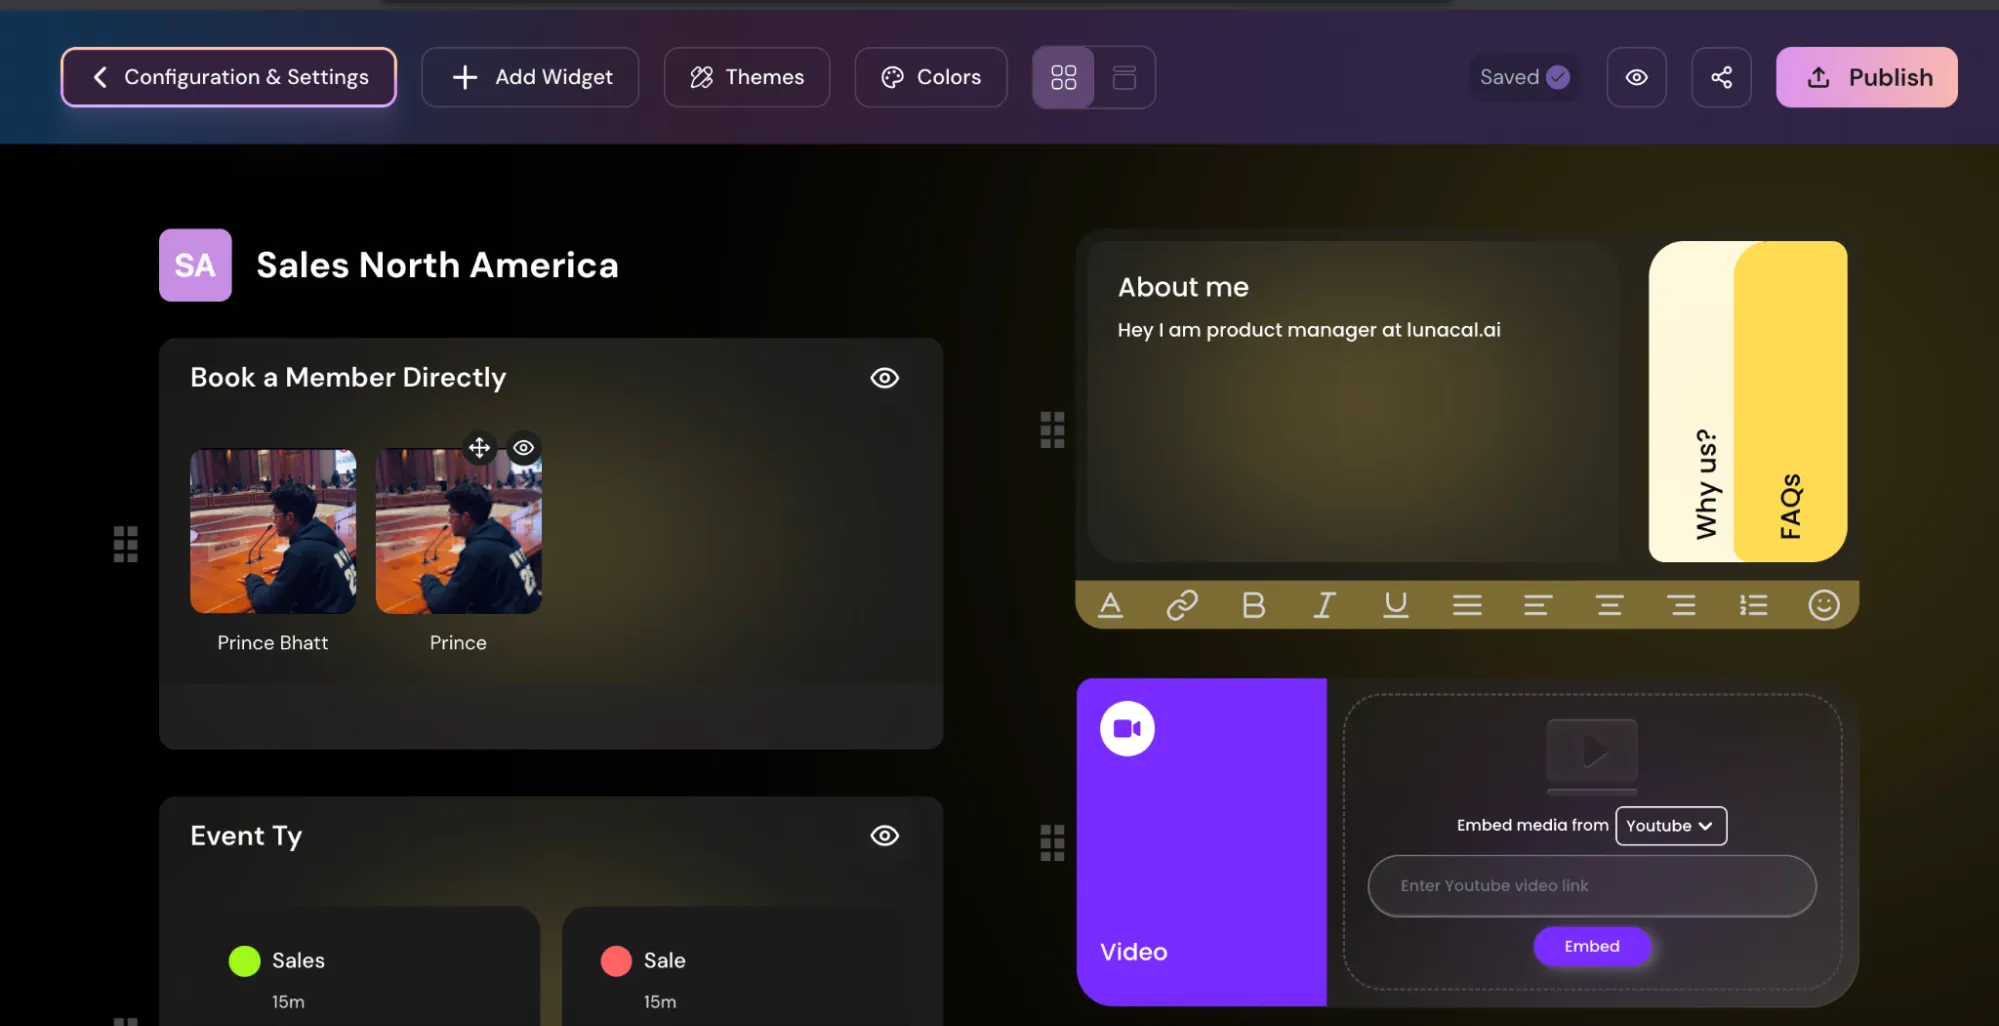 Configuration & Settings
Add Widget
Themes
Colors
Saved
Publish
SA
Sales North America
Book a Member Directly
Prince Bhatt
Prince
Event Ty
Sales
15m
Sale
15m
About me
Hey I am product manager at lunacal.ai
Why us?
FAQs
Video
Embed media from Youtube
Enter Youtube video link
Embed